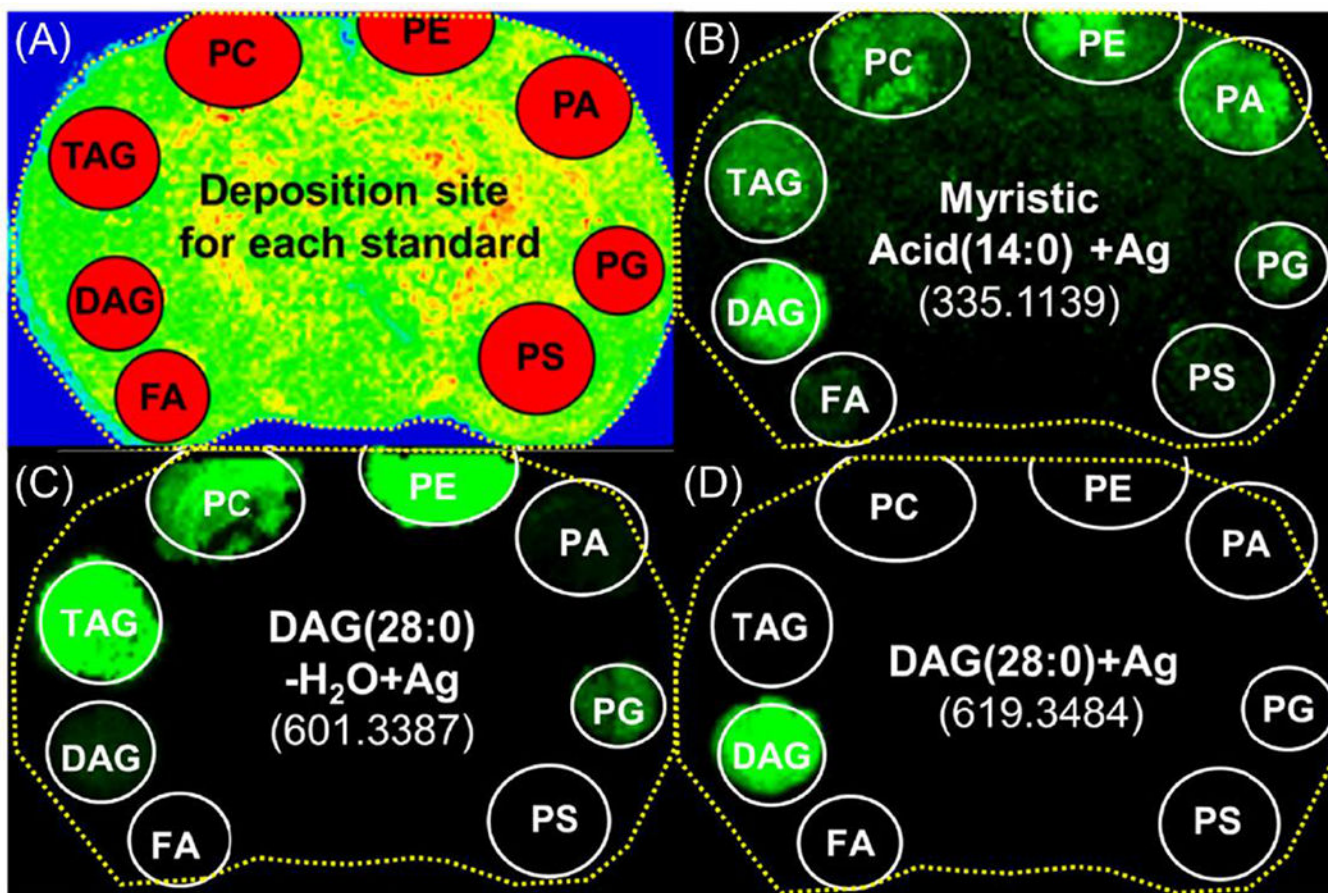 (A)
PC
PE
PA
TAG
Deposition site
for each standard
PG
DAG
PS
FA
(B)
PC
PE
PA
TAG
Myristic
Acid(14:0) +Ag
(335.1139)
PG
DAG
PS
FA
(C)
PC
PE
PA
TAG
DAG(28:0)
-H₂O+Ag
(601.3387)
PG
DAG
PS
FA
(D)
PC
PE
PA
TAG
DAG(28:0)+Ag
(619.3484)
PG
DAG
PS
FA